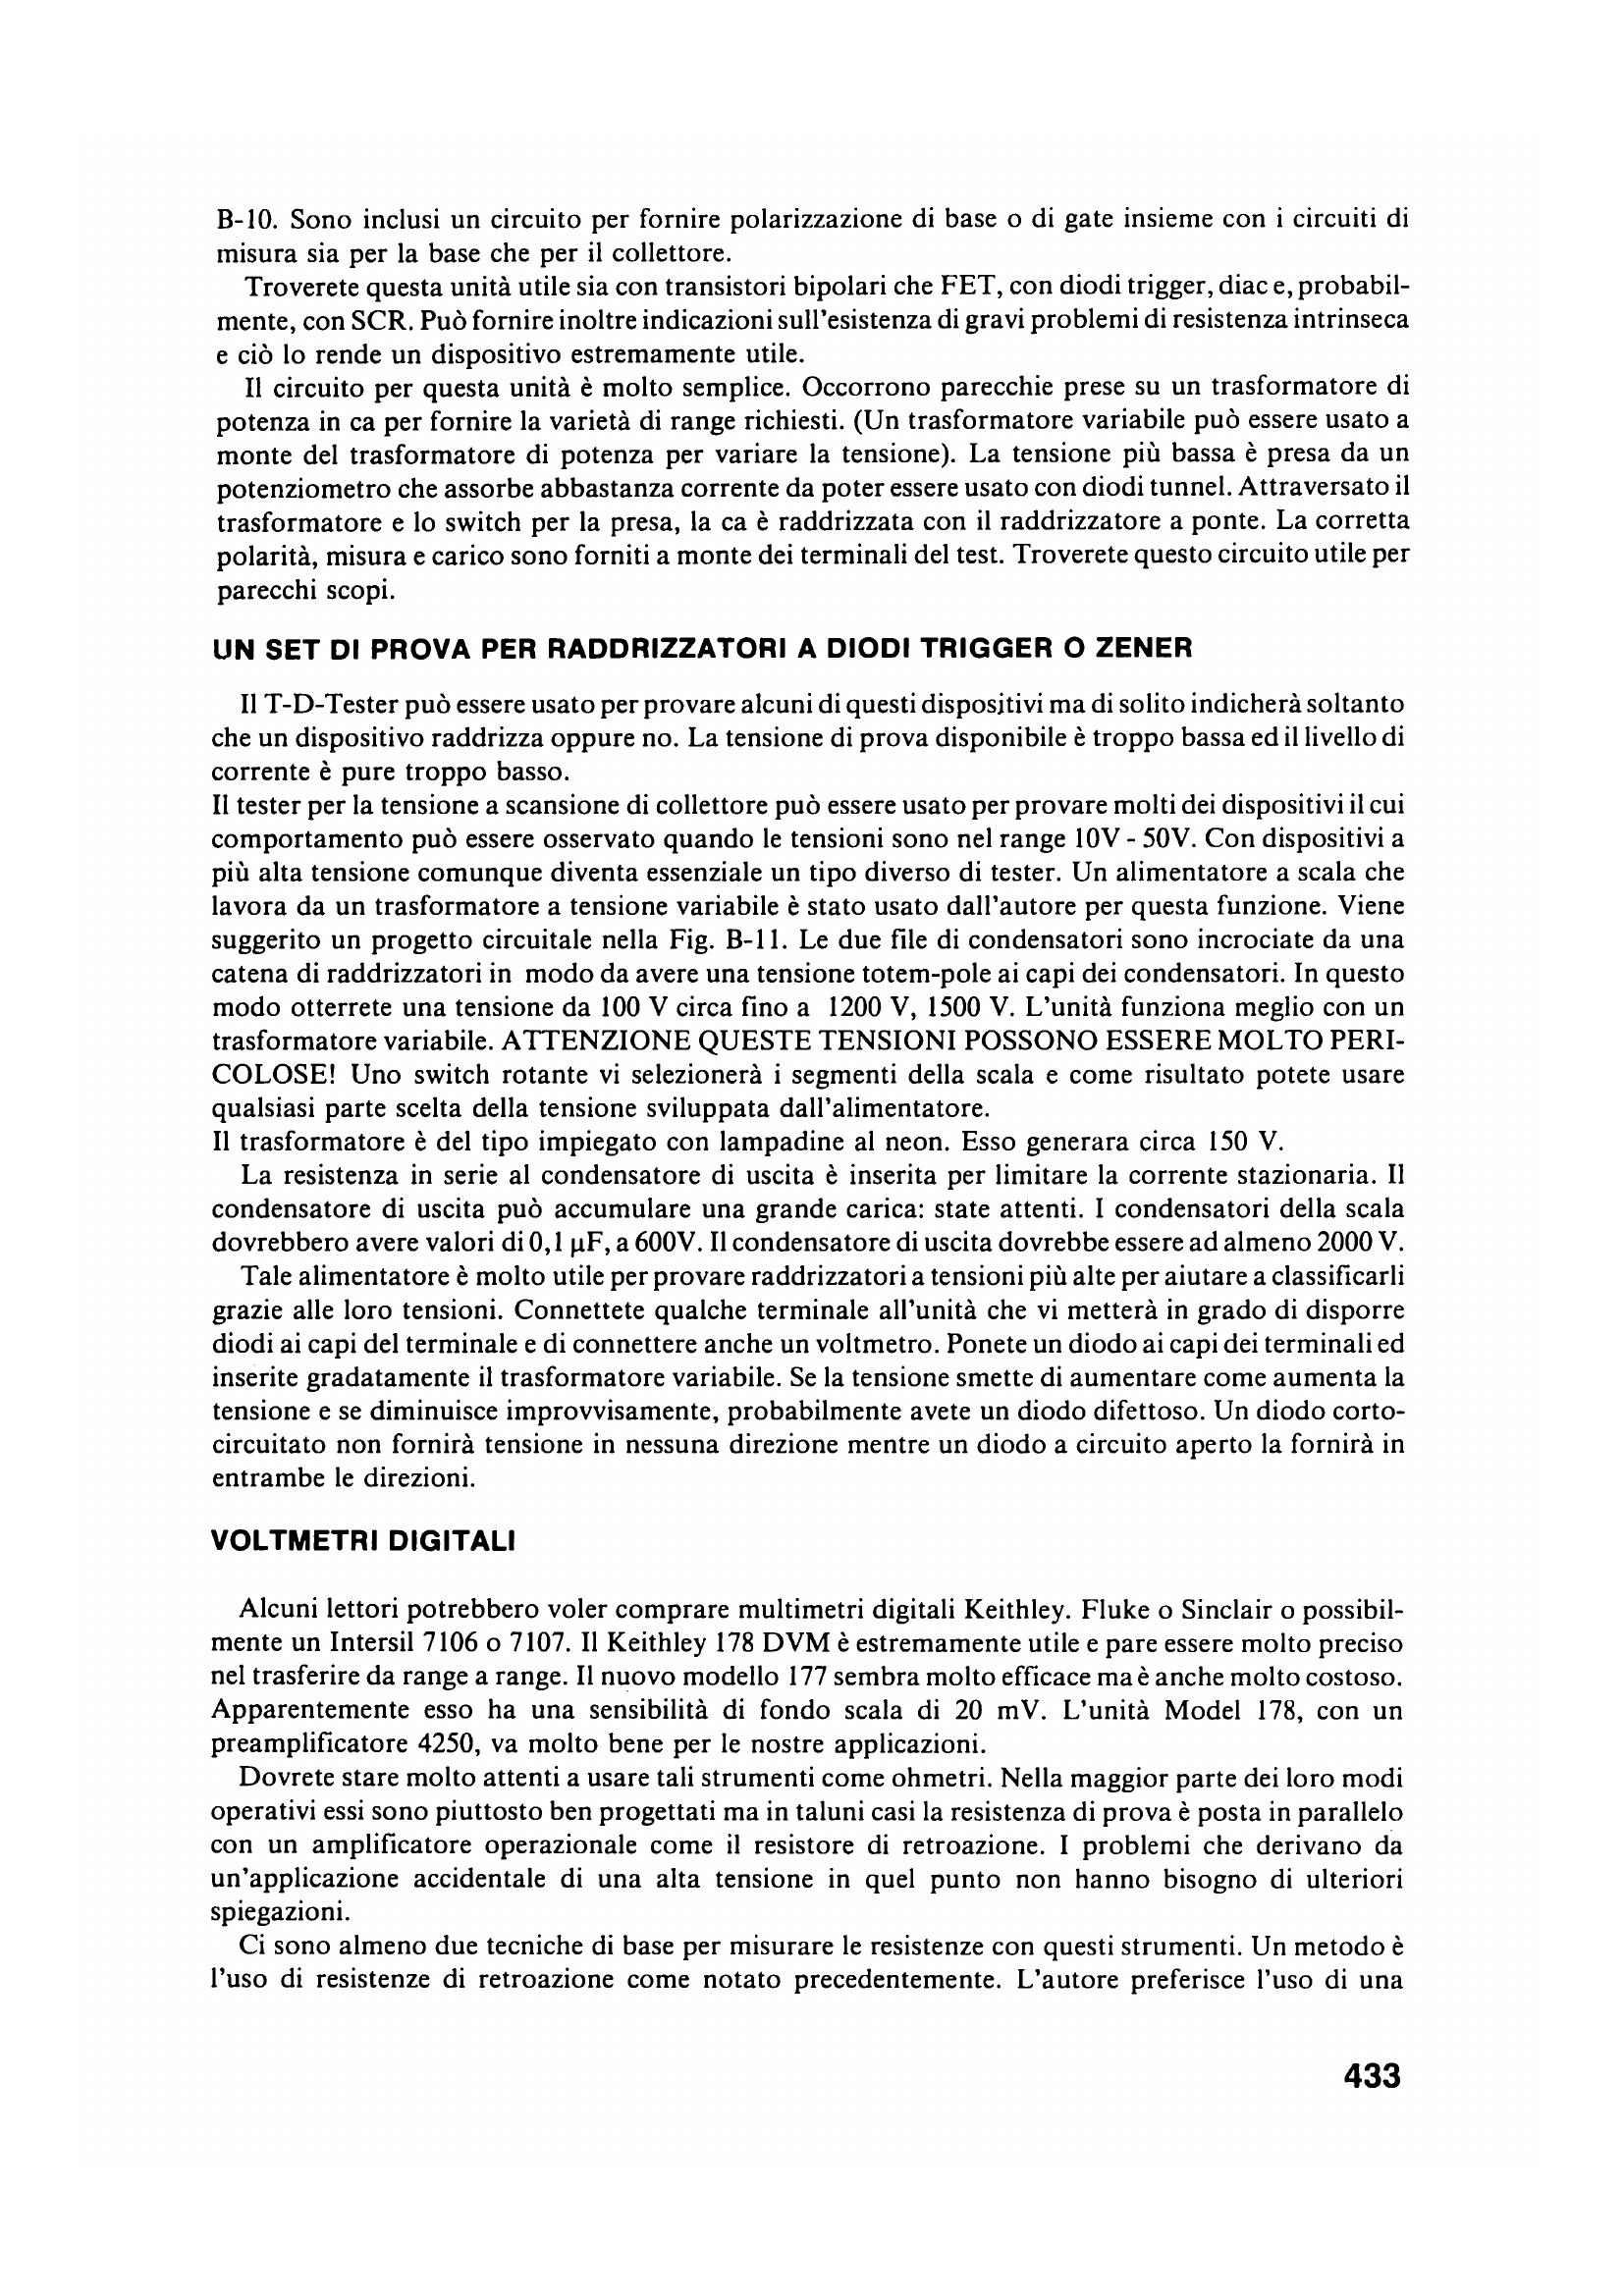 B-10. Sono inclusi un circuito per fornire polarizzazione di base o di gate insieme con i circuiti di
misura sia per la base che per il collettore.
Troverete questa unità utile sia con transistori bipolari che FET, con diodi trigger, diac e, probabil-
mente, con SCR. Può fornire inoltre indicazioni sull'esistenza di gravi problemi di resistenza intrinseca
e ciò lo rende un dispositivo estremamente utile.
Il circuito per questa unità è molto semplice. Occorrono parecchie prese su un trasformatore di
potenza in ca per fornire la varietà di range richiesti. (Un trasformatore variabile può essere usato a
monte del trasformatore di potenza per variare la tensione). La tensione più bassa è presa da un
potenziometro che assorbe abbastanza corrente da poter essere usato con diodi tunnel. Attraversato il
trasformatore e lo switch per la presa, la ca è raddrizzata con il raddrizzatore a ponte. La corretta
polarità, misura e carico sono forniti a monte dei terminali del test. Troverete questo circuito utile per
parecchi scopi.
UN SET DI PROVA PER RADDRIZZATORI A DIODI TRIGGER O ZENER
Il T-D-Tester può essere usato per provare alcuni di questi dispositivi ma di solito indicherà soltanto
che un dispositivo raddrizza oppure no. La tensione di prova disponibile è troppo bassa ed il livello di
corrente è pure troppo basso.
Il tester per la tensione a scansione di collettore può essere usato per provare molti dei dispositivi il cui
comportamento può essere osservato quando le tensioni sono nel range 10V - 50V. Con dispositivi a
più alta tensione comunque diventa essenziale un tipo diverso di tester. Un alimentatore a scala che
lavora da un trasformatore a tensione variabile è stato usato dall'autore per questa funzione. Viene
suggerito un progetto circuitale nella Fig. B-11. Le due file di condensatori sono incrociate da una
catena di raddrizzatori in modo da avere una tensione totem-pole ai capi dei condensatori. In questo
modo otterrete una tensione da 100 V circa fino a 1200 V, 1500 V. L'unità funziona meglio con un
trasformatore variabile. ATTENZIONE QUESTE TENSIONI POSSONO ESSERE MOLTO PERI-
COLOSE! Uno switch rotante vi selezionerà i segmenti della scala e come risultato potete usare
qualsiasi parte scelta della tensione sviluppata dall'alimentatore.
Il trasformatore è del tipo impiegato con lampadine al neon. Esso generara circa 150 V.
La resistenza in serie al condensatore di uscita è inserita per limitare la corrente stazionaria. Il
condensatore di uscita può accumulare una grande carica: state attenti. I condensatori della scala
dovrebbero avere valori di 0,1 µF, a 600V. Il condensatore di uscita dovrebbe essere ad almeno 2000 V.
Tale alimentatore è molto utile per provare raddrizzatori a tensioni più alte per aiutare a classificarli
grazie alle loro tensioni. Connettete qualche terminale all'unità che vi metterà in grado di disporre
diodi ai capi del terminale e di connettere anche un voltmetro. Ponete un diodo ai capi dei terminali ed
inserite gradatamente il trasformatore variabile. Se la tensione smette di aumentare come aumenta la
tensione e se diminuisce improvvisamente, probabilmente avete un diodo difettoso. Un diodo corto-
circuitato non fornirà tensione in nessuna direzione mentre un diodo a circuito aperto la fornirà in
entrambe le direzioni.
VOLTMETRI DIGITALI
Alcuni lettori potrebbero voler comprare multimetri digitali Keithley. Fluke o Sinclair o possibil-
mente un Intersil 7106 o 7107. Il Keithley 178 DVM è estremamente utile e pare essere molto preciso
nel trasferire da range a range. Il nuovo modello 177 sembra molto efficace ma è anche molto costoso.
Apparentemente esso ha una sensibilità di fondo scala di 20 mV. L'unità Model 178, con un
preamplificatore 4250, va molto bene per le nostre applicazioni.
Dovrete stare molto attenti a usare tali strumenti come ohmetri. Nella maggior parte dei loro modi
operativi essi sono piuttosto ben progettati ma in taluni casi la resistenza di prova è posta in parallelo
con un amplificatore operazionale come il resistore di retroazione. I problemi che derivano da
un'applicazione accidentale di una alta tensione in quel punto non hanno bisogno di ulteriori
spiegazioni.
Ci sono almeno due tecniche di base per misurare le resistenze con questi strumenti. Un metodo è
l'uso di resistenze di retroazione come notato precedentemente. L'autore preferisce l'uso di una
433